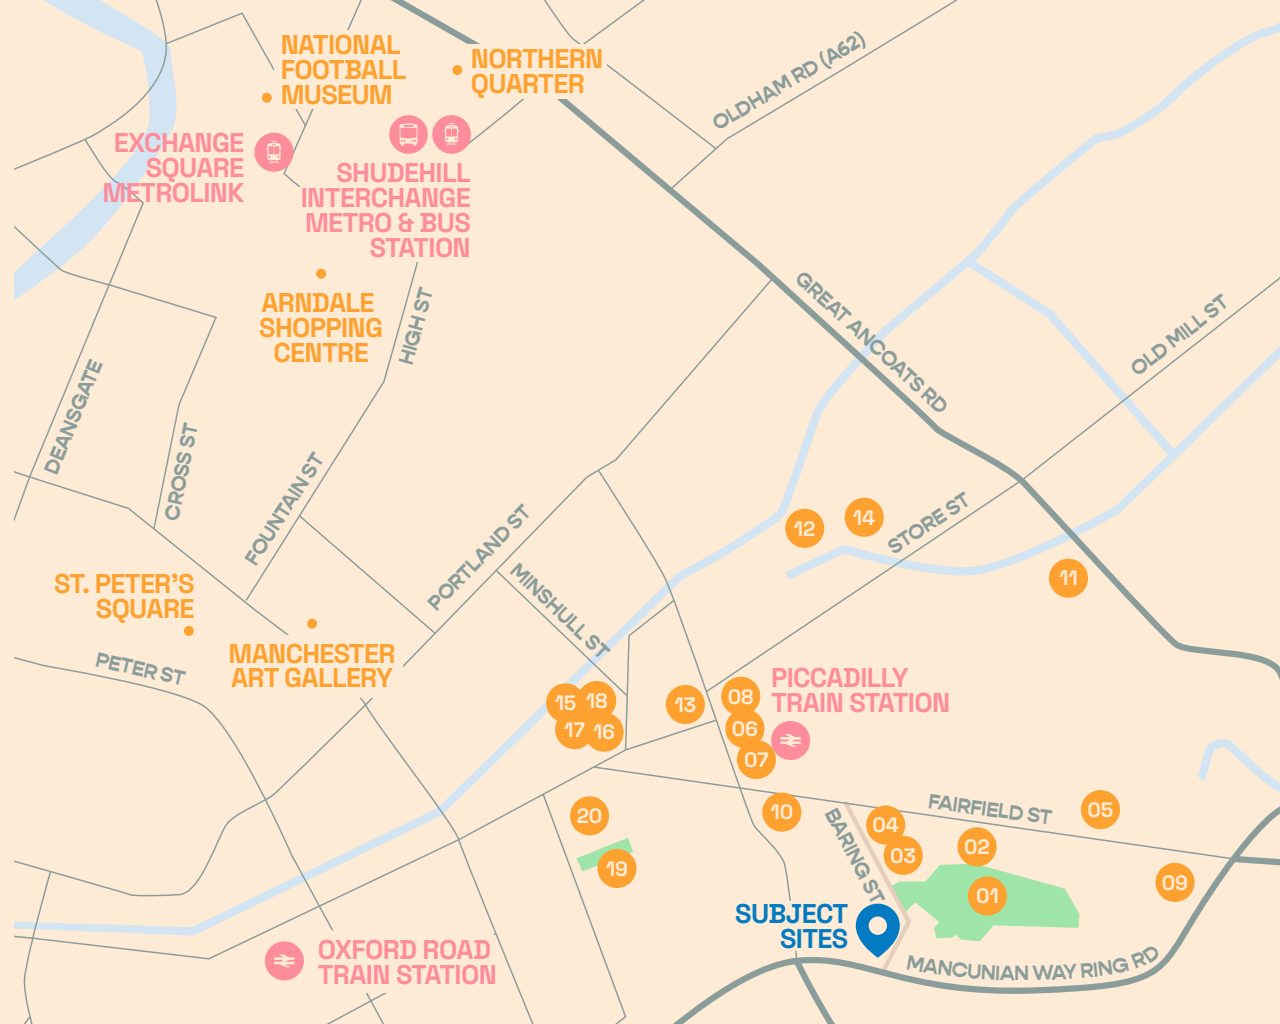 NATIONAL
FOOTBALL
MUSEUM
NORTHERN
QUARTER
OLDHAM RD (A62)
EXCHANGE
SQUARE
METROLINK
SHUDEHILL
INTERCHANGE
METRO & BUS
STATION
ARNDALE
SHOPPING
CENTRE
HIGH ST
GREAT ANCOATS RD
OLD MILL ST
DEANSGATE
CROSS ST
FOUNTAIN ST
PORTLAND ST
MINSHULL ST
STORE ST
12
14
11
ST. PETER'S
SQUARE
PETER ST
MANCHESTER
ART GALLERY
PICCADILLY
TRAIN STATION
15
18
17
16
13
08
06
07
10
20
19
BARING ST
FAIRFIELD ST
04
03
02
05
01
09
SUBJECT
SITES
OXFORD ROAD
TRAIN STATION
MANCUNIAN WAY RING RD